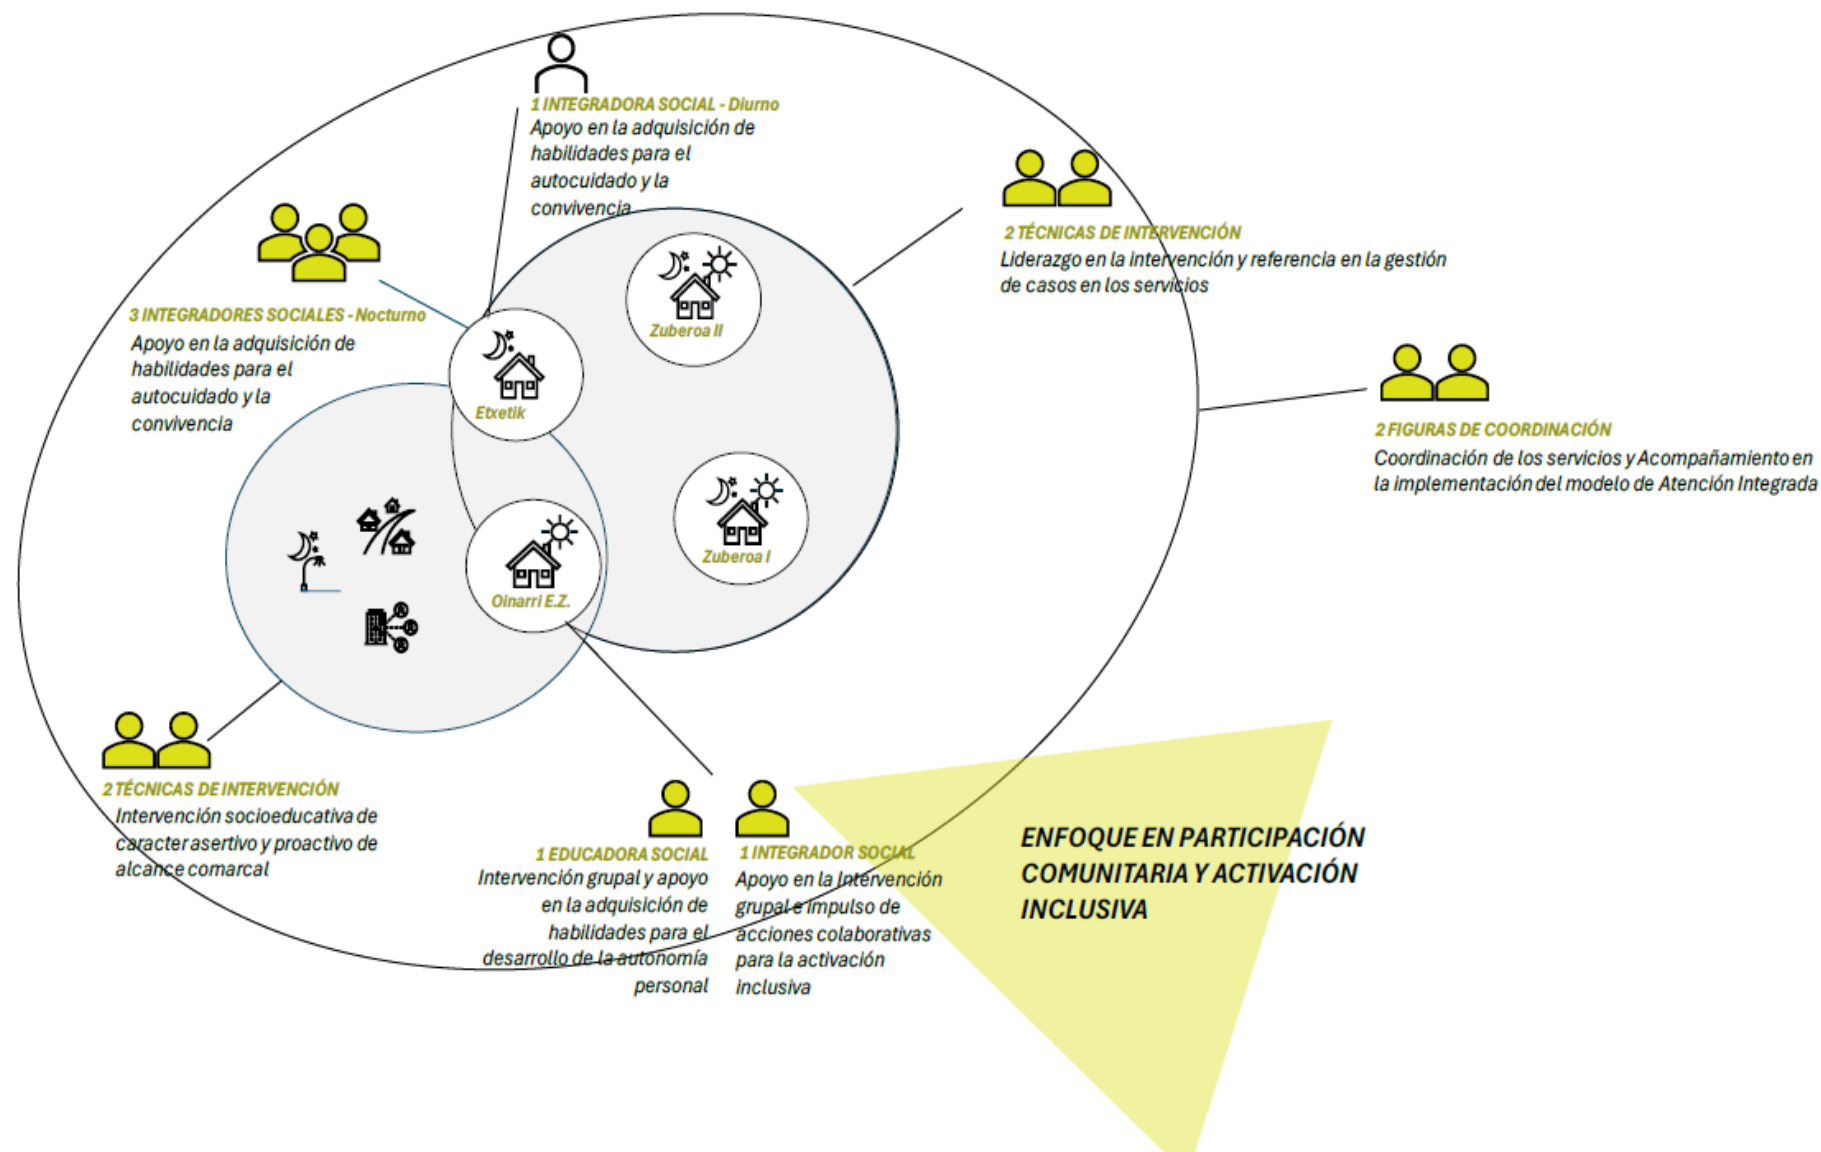 1 INTEGRADORA SOCIAL - Diurno
Apoyo en la adquisición de
habilidades para el
autocuidado y la
convivencia
2 TÉCNICAS DE INTERVENCIÓN
Liderazgo en la intervención y referencia en la gestión
de casos en los servicios
3 INTEGRADORES SOCIALES - Nocturno
Apoyo en la adquisición de
habilidades para el
autocuidado y la
convivencia
Zuberoa II
Etxetik
2 FIGURAS DE COORDINACIÓN
Coordinación de los servicios y Acompañamiento en
la implementación del modelo de Atención Integrada
Zuberoa I
Oinarri E.Z.
2 TÉCNICAS DE INTERVENCIÓN
Intervención socioeducativa de
caracter asertivo y proactivo de
alcance comarcal
1 EDUCADORA SOCIAL
Intervención grupal y apoyo
en la adquisición de
habilidades para el
desarrollo de la autonomía
personal
1 INTEGRADOR SOCIAL
Apoyo en la Intervención
grupal e impulso de
acciones colaborativas
para la activación
inclusiva
ENFOQUE EN PARTICIPACIÓN
COMUNITARIA Y ACTIVACIÓN
INCLUSIVA